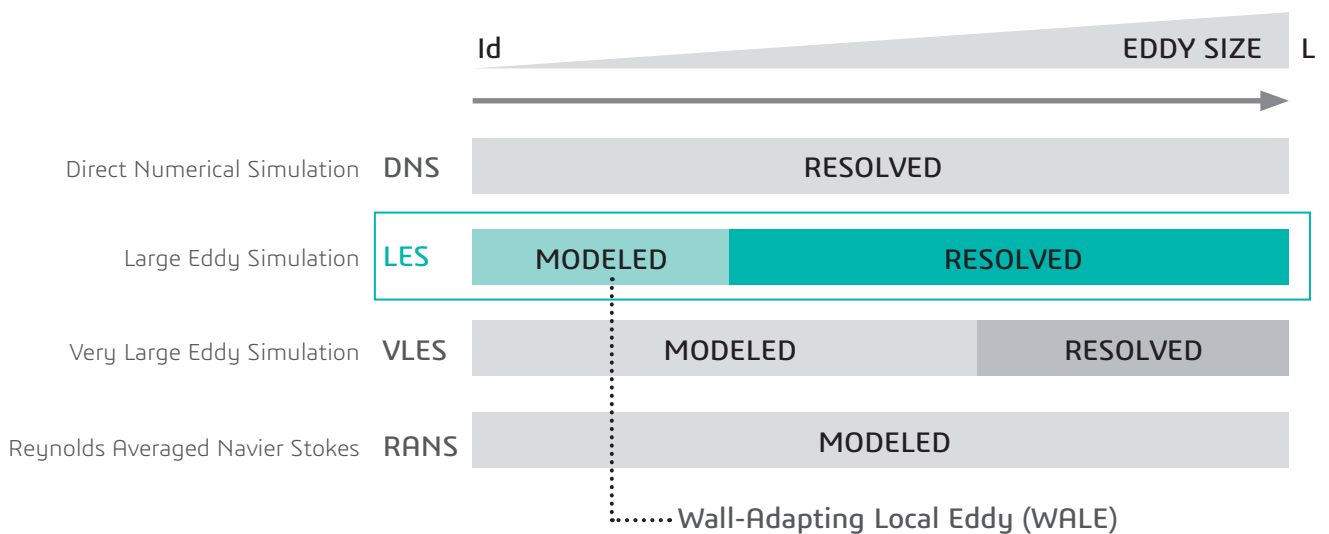 Id EDDY SIZE L
Direct Numerical Simulation DNS RESOLVED
Large Eddy Simulation LES MODELED RESOLVED
Very Large Eddy Simulation VLES MODELED RESOLVED
Reynolds Averaged Navier Stokes RANS MODELED
Wall-Adapting Local Eddy (WALE)